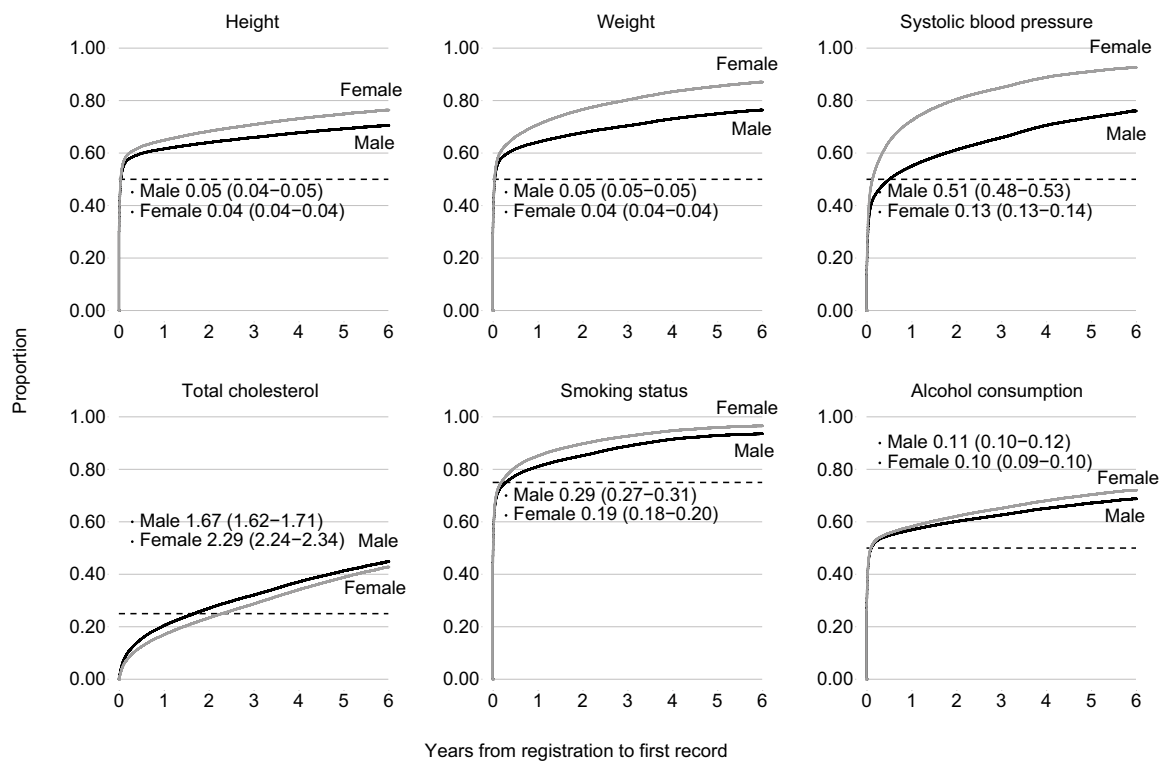 Height
1.00
0.80
0.60
0.40
0.20
0.00
Female
Male
· Male 0.05 (0.04−0.05)
· Female 0.04 (0.04−0.04)
0 1 2 3 4 5 6
Weight
1.00
0.80
0.60
0.40
0.20
0.00
Female
Male
· Male 0.05 (0.05−0.05)
· Female 0.04 (0.04−0.04)
0 1 2 3 4 5 6
Systolic blood pressure
1.00
0.80
0.60
0.40
0.20
0.00
Female
Male
· Male 0.51 (0.48−0.53)
· Female 0.13 (0.13−0.14)
0 1 2 3 4 5 6
Proportion
Total cholesterol
1.00
0.80
0.60
0.40
0.20
0.00
· Male 1.67 (1.62−1.71)
· Female 2.29 (2.24−2.34)
Male
Female
0 1 2 3 4 5 6
Smoking status
1.00
0.80
0.60
0.40
0.20
0.00
Female
Male
· Male 0.29 (0.27−0.31)
· Female 0.19 (0.18−0.20)
0 1 2 3 4 5 6
Alcohol consumption
1.00
0.80
0.60
0.40
0.20
0.00
· Male 0.11 (0.10−0.12)
· Female 0.10 (0.09−0.10)
Female
Male
0 1 2 3 4 5 6
Years from registration to first record